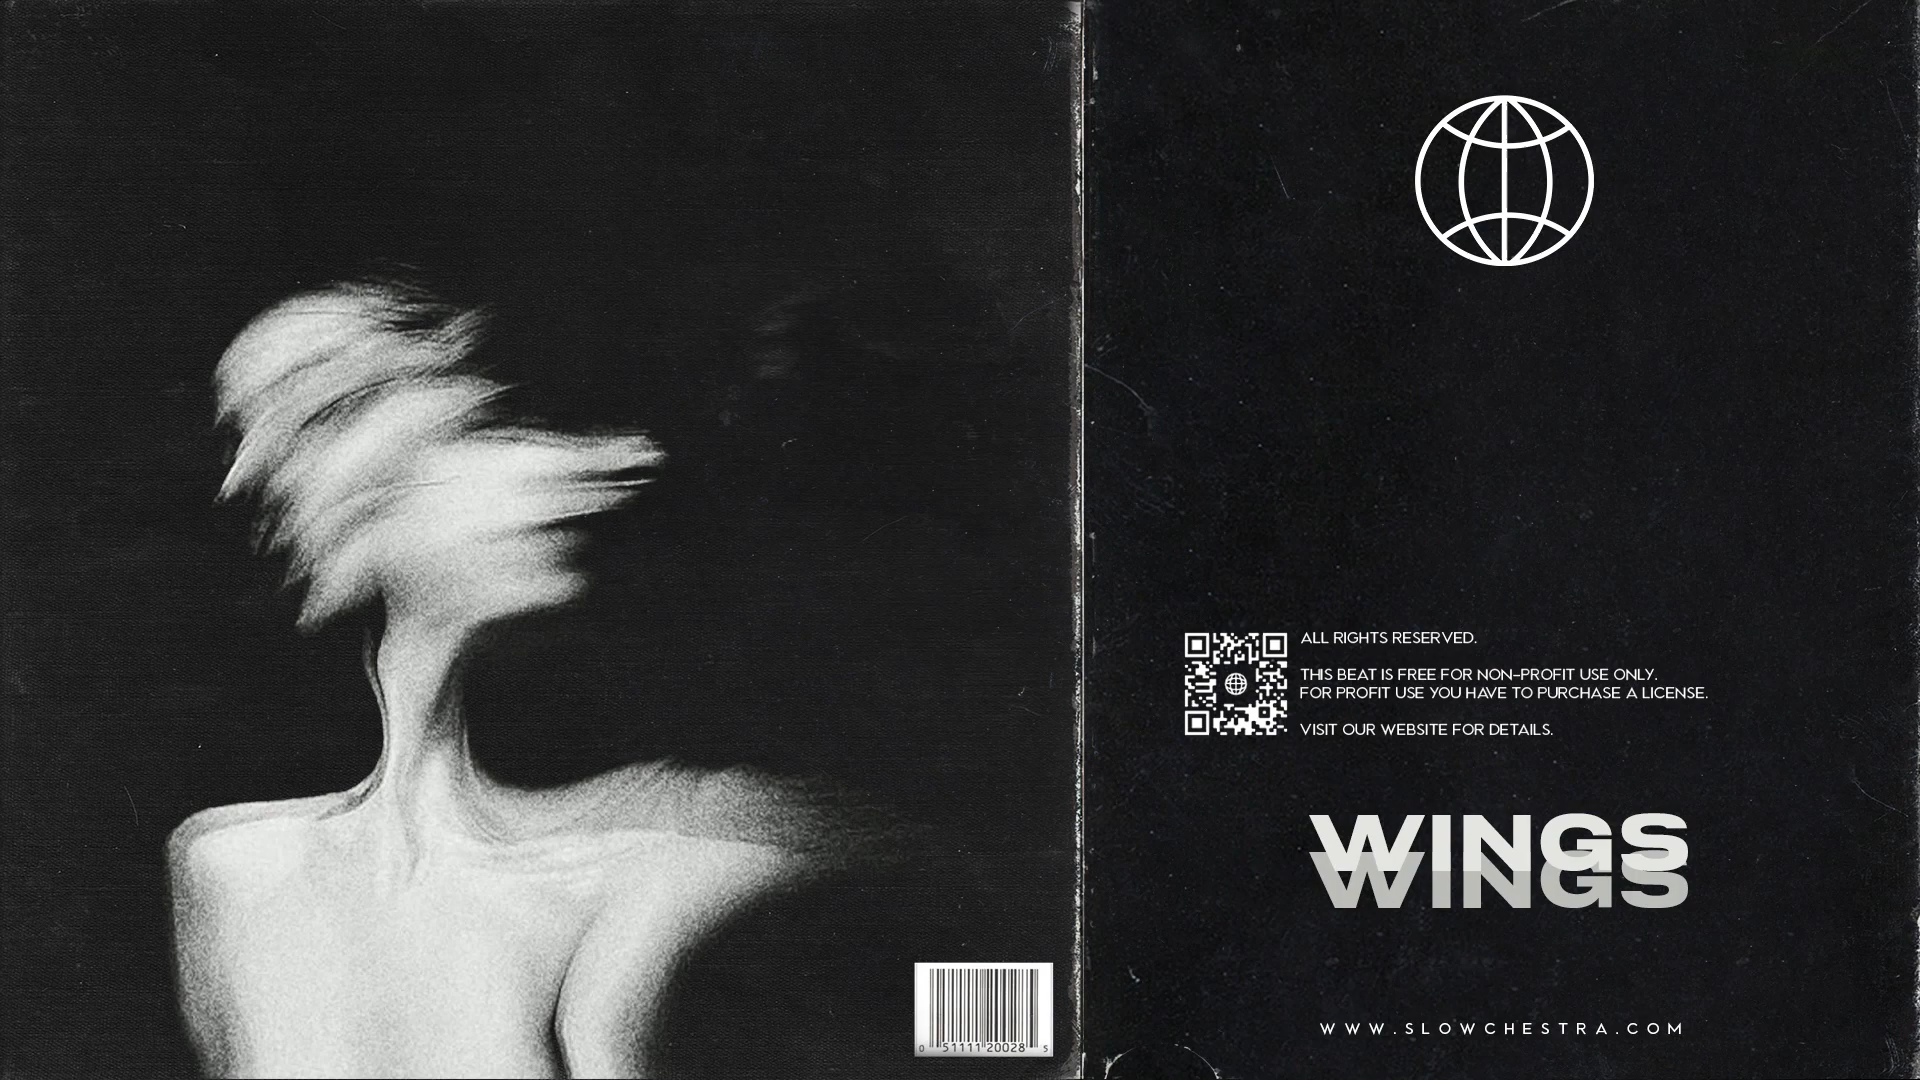 ALL RIGHTS RESERVED.
THIS BEAT IS FREE FOR NON-PROFIT USE ONLY.
FOR PROFIT USE YOU HAVE TO PURCHASE A LICENSE.
VISIT OUR WEBSITE FOR DETAILS.
WINGS
WINGS
0 51111 20028 5
WWW.SLOWCHESTRA.COM